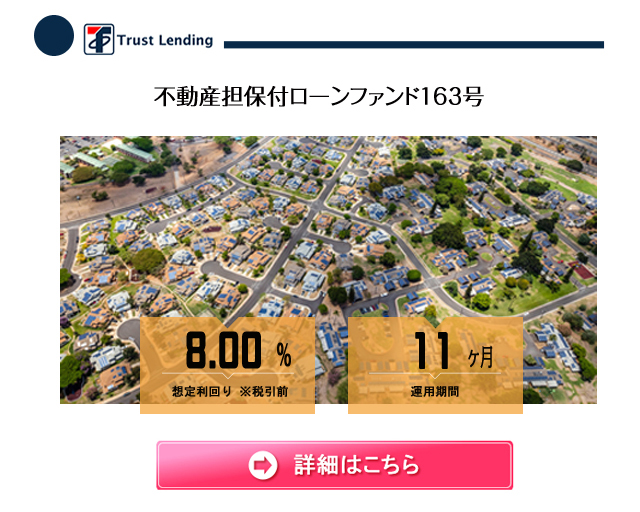 Trust Lending
不動産担保付ローンファンド163号
8.00 %
想定利回り ※税引前
11 ヶ月
運用期間
詳細はこちら